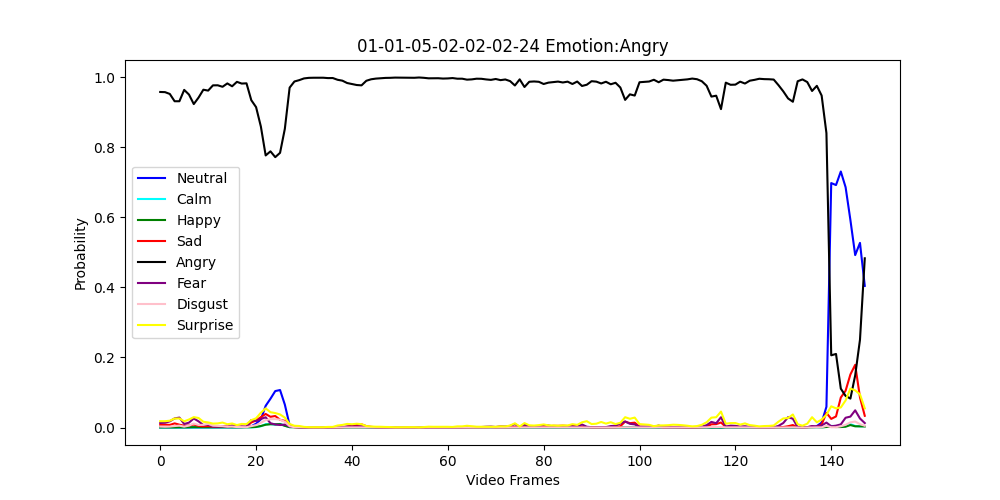 01-01-05-02-02-02-24 Emotion:Angry
Probability
1.0
0.8
0.6
0.4
0.2
0.0
Neutral
Calm
Happy
Sad
Angry
Fear
Disgust
Surprise
0 20 40 60 80 100 120 140
Video Frames